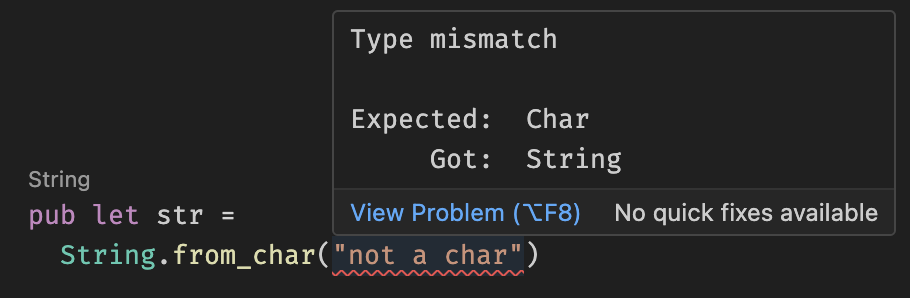 Type mismatch
Expected:  Char
Got:  String
View Problem (⌥F8) No quick fixes available
String
pub let str =
String.from_char("not a char")